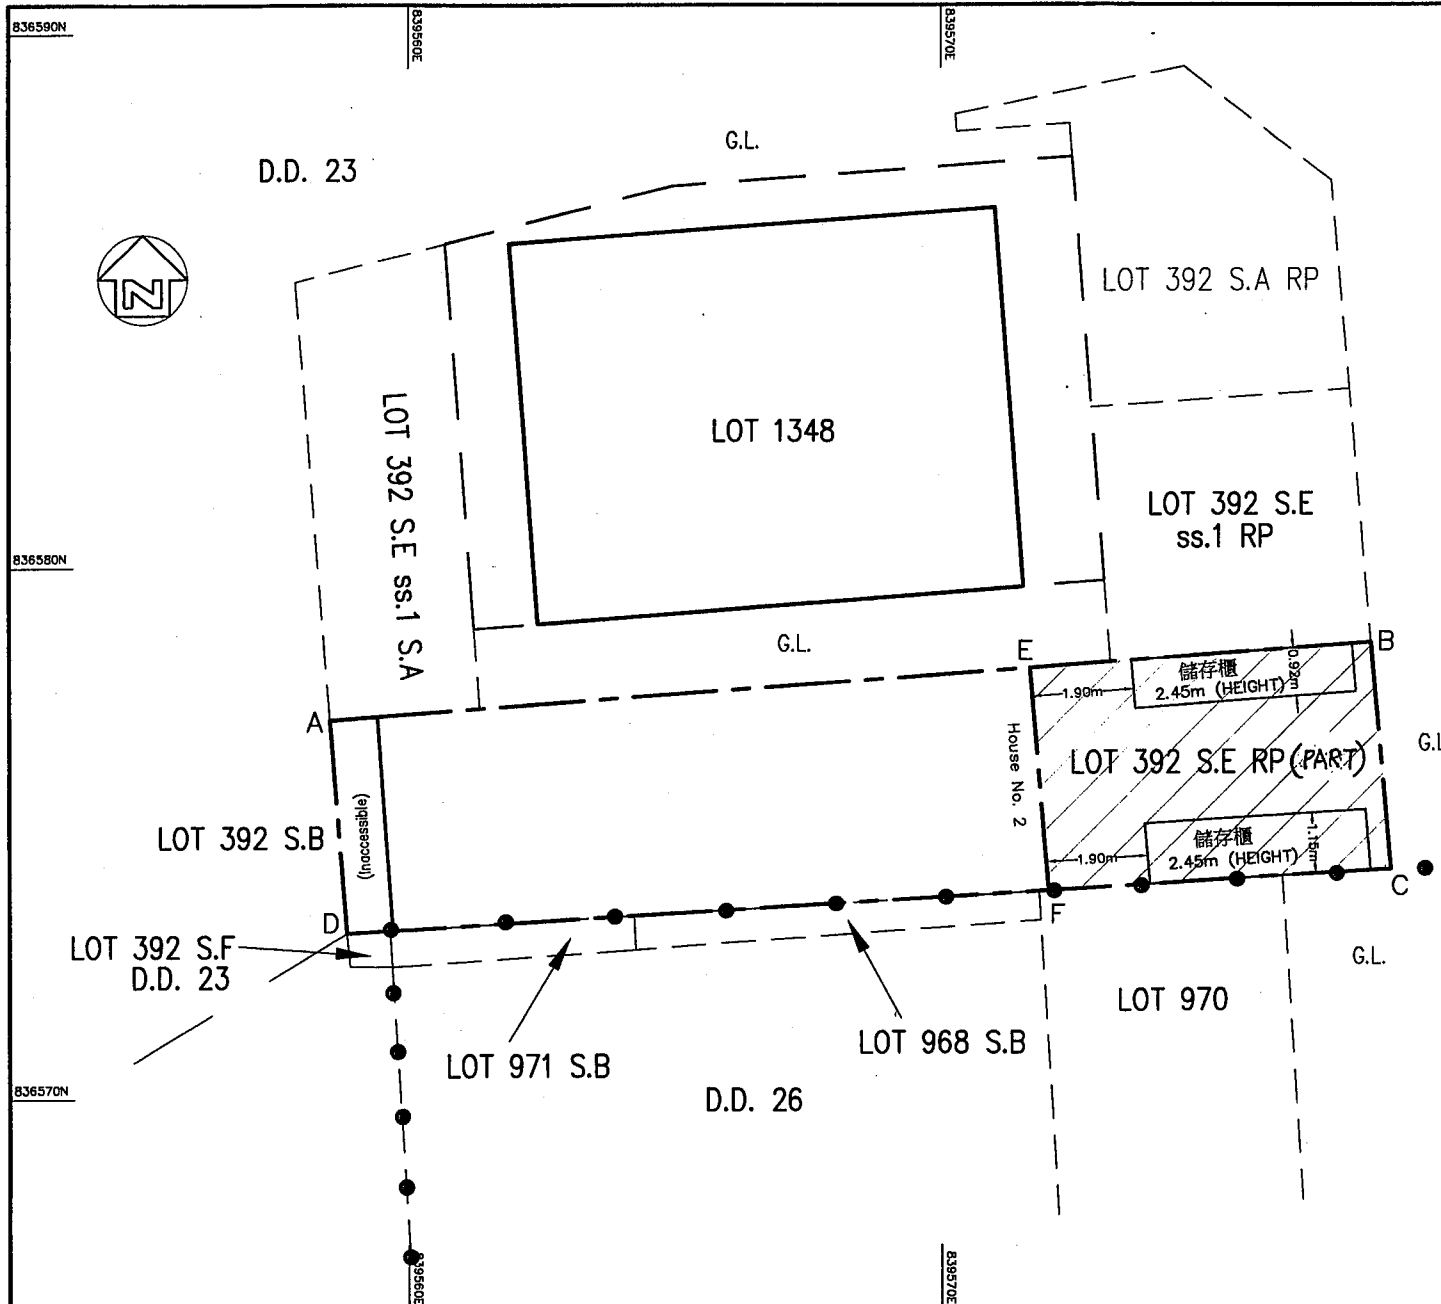 836590N
839560E
839570E
G.L.
D.D. 23
N
LOT 392 S.A RP
LOT 392 S.E ss.1 S.A
LOT 1348
LOT 392 S.E
ss.1 RP
836580N
G.L.
E
B
儲存櫃
2.45m (HEIGHT)
0.92m
1.90m
A
House No. 2
LOT 392 S.E RP (PART)
G.L
(Inaccessible)
LOT 392 S.B
儲存櫃
2.45m (HEIGHT)
1.15m
1.90m
C
D
F
LOT 392 S.F
D.D. 23
G.L.
LOT 970
LOT 968 S.B
LOT 971 S.B
836570N
D.D. 26
839560E
839570E